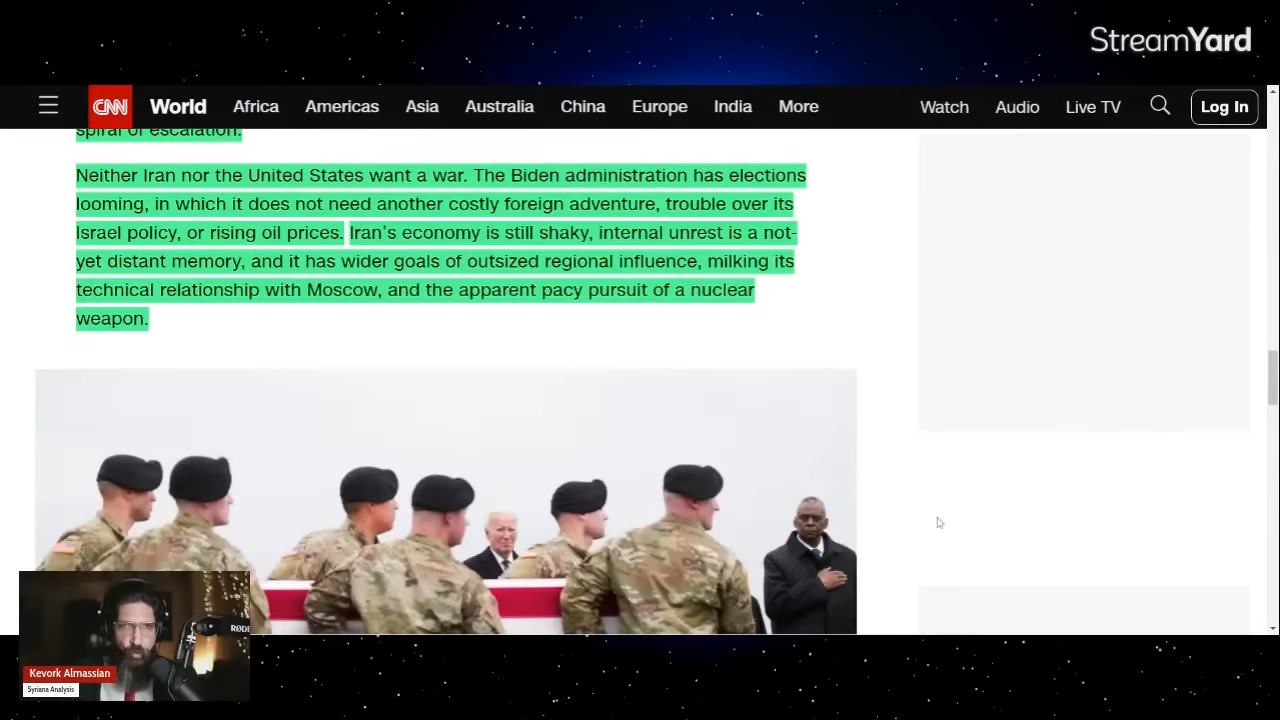 StreamYard
CNN World Africa Americas Asia Australia China Europe India More Watch Audio Live TV Log In
spiral of escalation.
Neither Iran nor the United States want a war. The Biden administration has elections
looming, in which it does not need another costly foreign adventure, trouble over its
Israel policy, or rising oil prices. Iran's economy is still shaky, internal unrest is a not-
yet distant memory, and it has wider goals of outsized regional influence, milking its
technical relationship with Moscow, and the apparent pacy pursuit of a nuclear
weapon.
RØDE
Kevork Almassian
Syriana Analysis